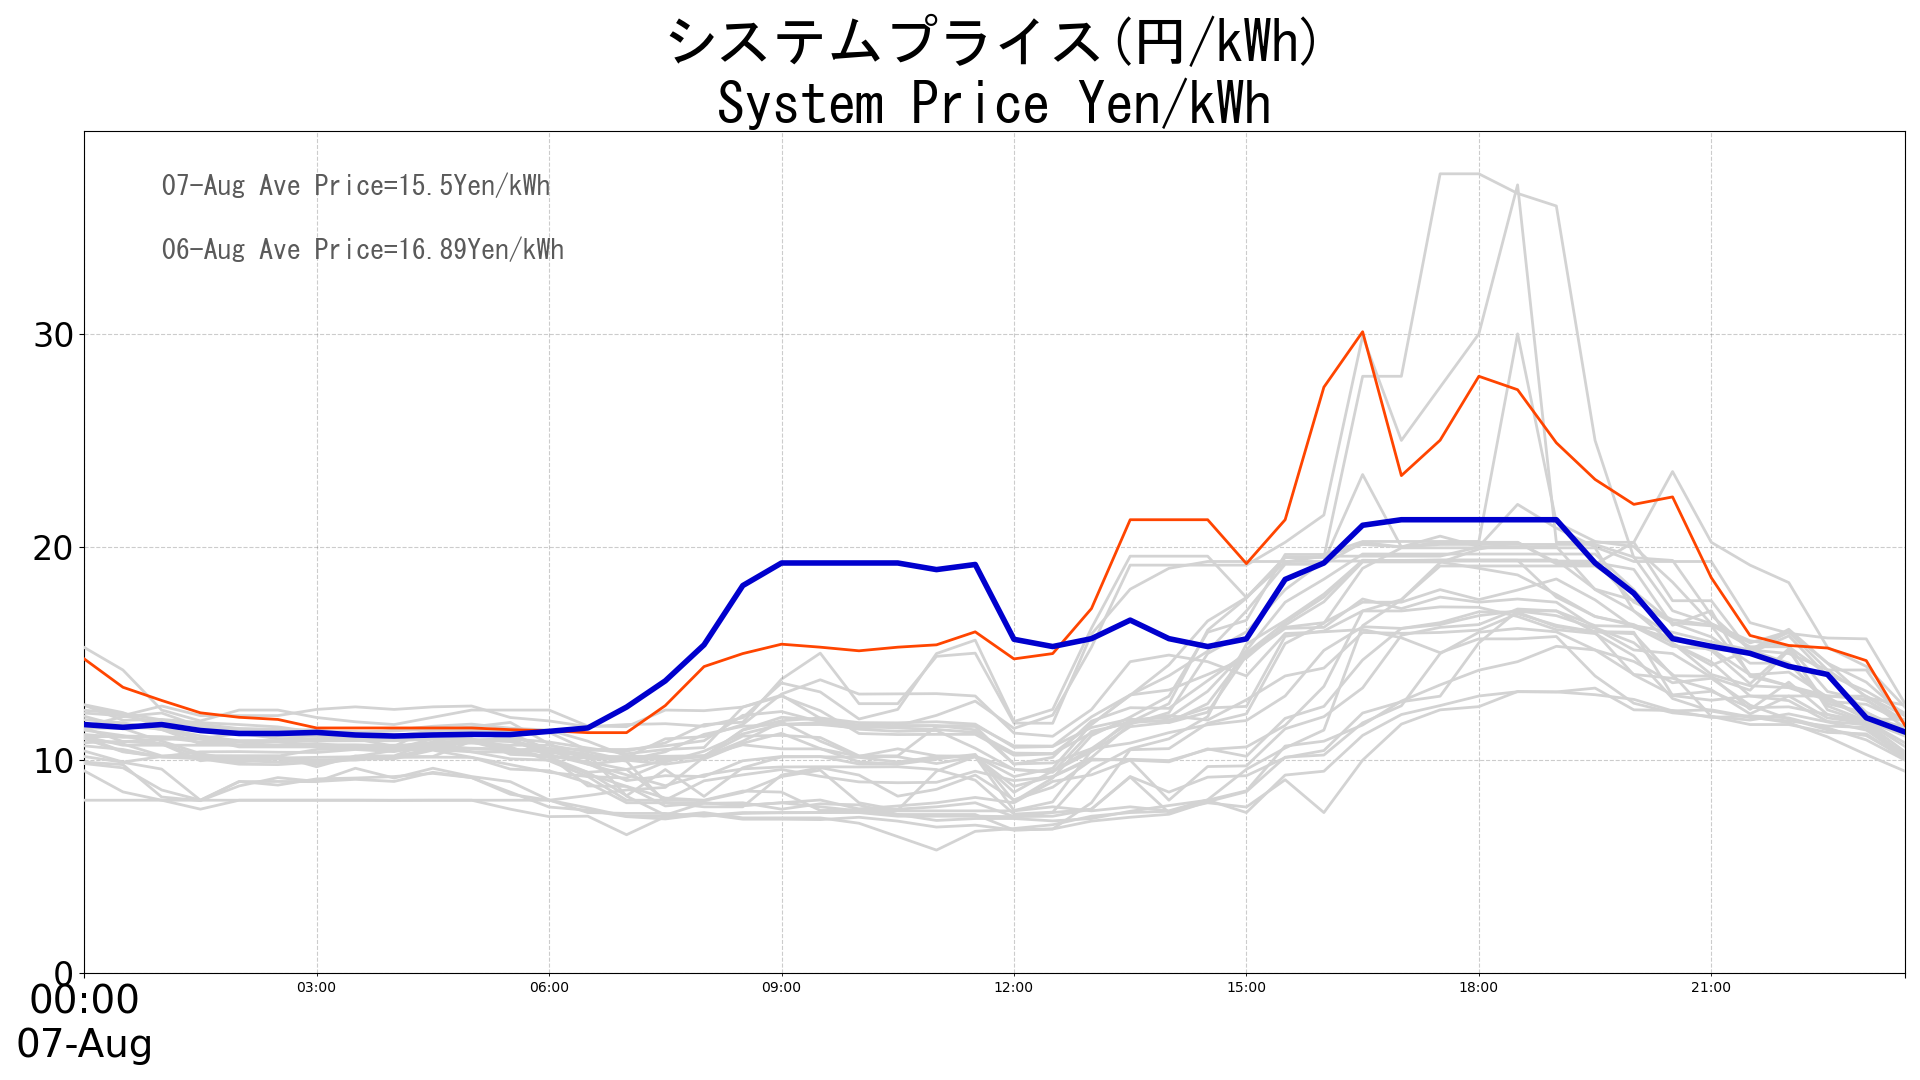 システムプライス(円/kWh)
System Price Yen/kWh
07-Aug Ave Price=15.5Yen/kWh
06-Aug Ave Price=16.89Yen/kWh
30
20
10
0
00:00 03:00 06:00 09:00 12:00 15:00 18:00 21:00
07-Aug